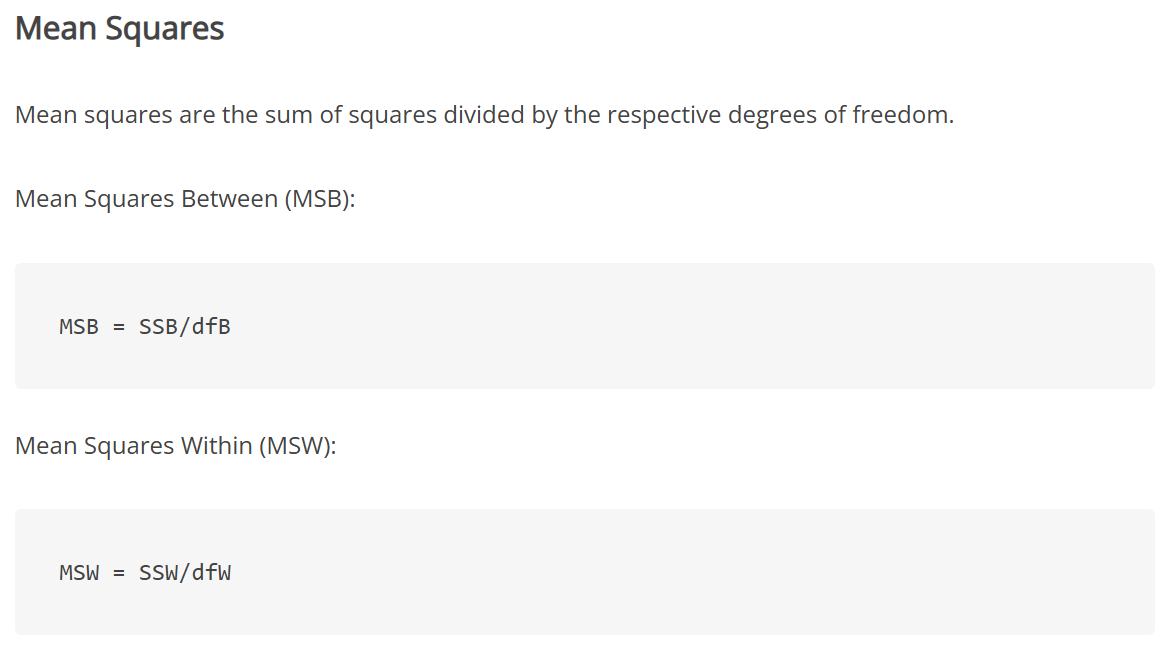 Mean Squares
Mean squares are the sum of squares divided by the respective degrees of freedom.
Mean Squares Between (MSB):
MSB = SSB/dfB
Mean Squares Within (MSW):
MSW = SSW/dfW